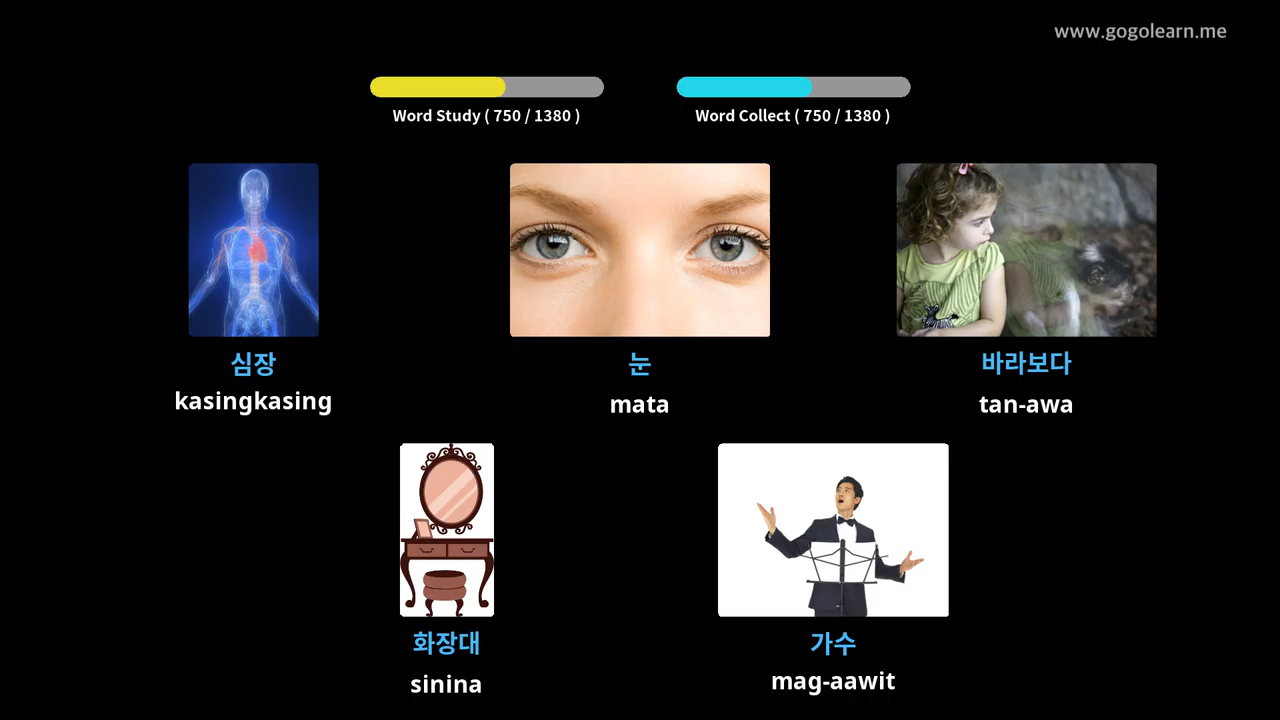 www.gogolearn.me
Word Study ( 750 / 1380 )
Word Collect ( 750 / 1380 )
심장
kasingkasing
눈
mata
바라보다
tan-awa
화장대
sinina
가수
mag-aawit